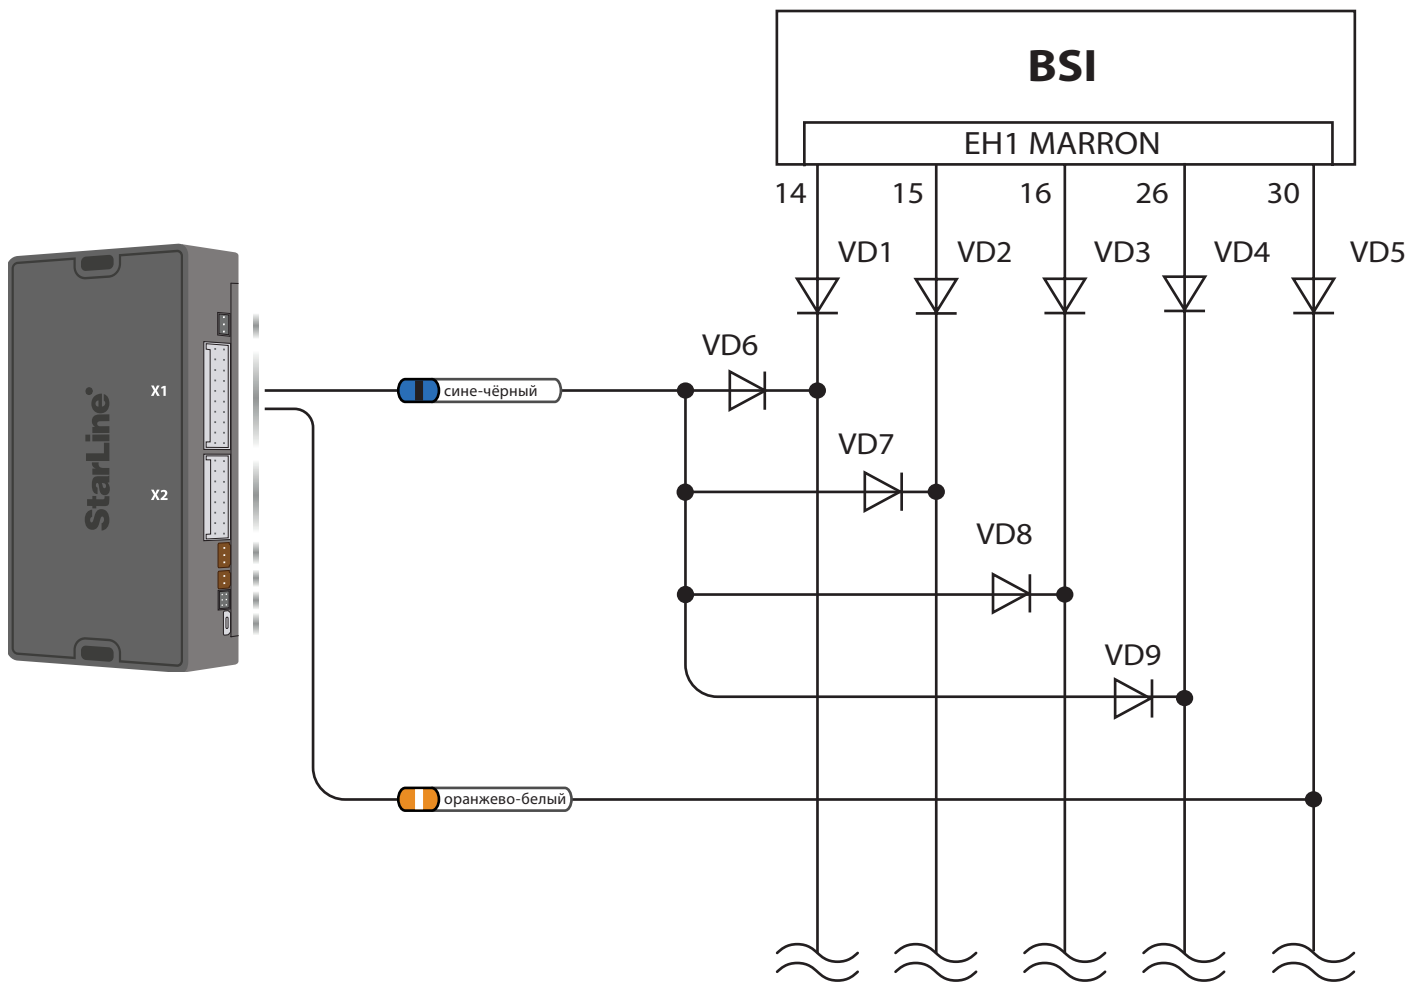 BSI
EH1 MARRON
14 15 16 26 30
VD1 VD2 VD3 VD4 VD5
VD6
X1
сине-чёрный
StarLine
VD7
X2
VD8
VD9
оранжево-белый